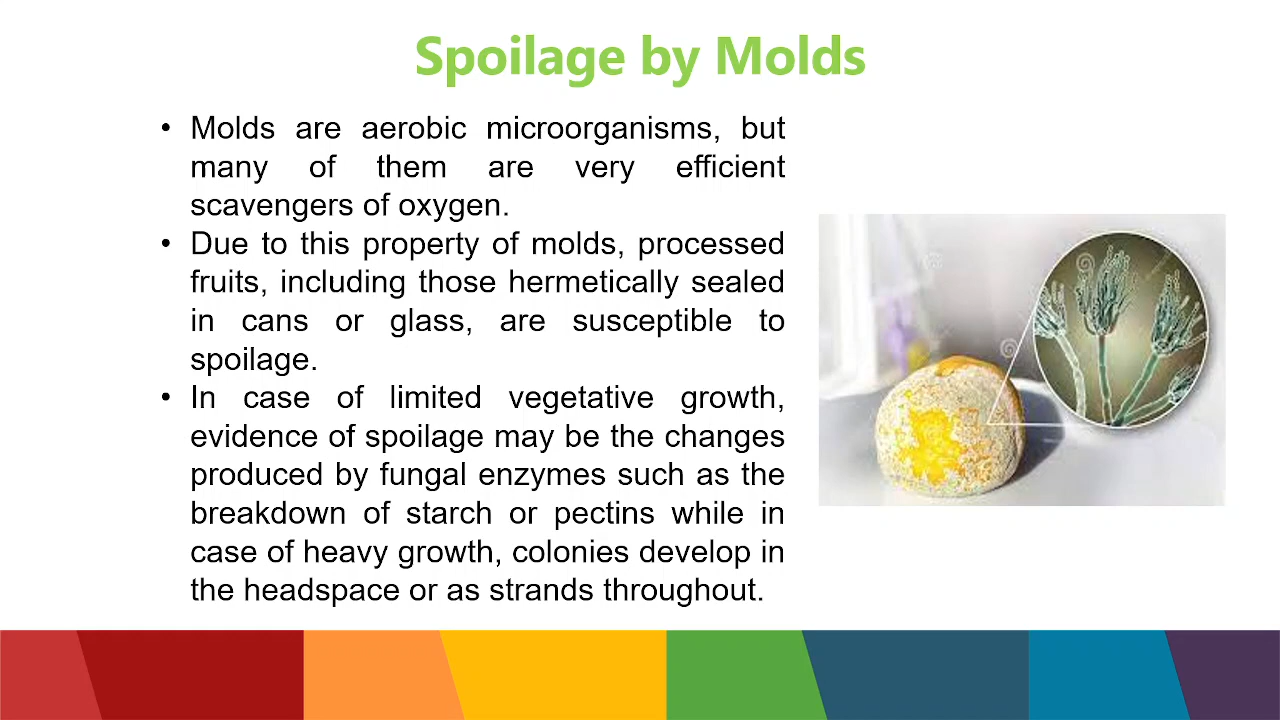 Spoilage by Molds
• Molds are aerobic microorganisms, but
many of them are very efficient
scavengers of oxygen.
• Due to this property of molds, processed
fruits, including those hermetically sealed
in cans or glass, are susceptible to
spoilage.
• In case of limited vegetative growth,
evidence of spoilage may be the changes
produced by fungal enzymes such as the
breakdown of starch or pectins while in
case of heavy growth, colonies develop in
the headspace or as strands throughout.